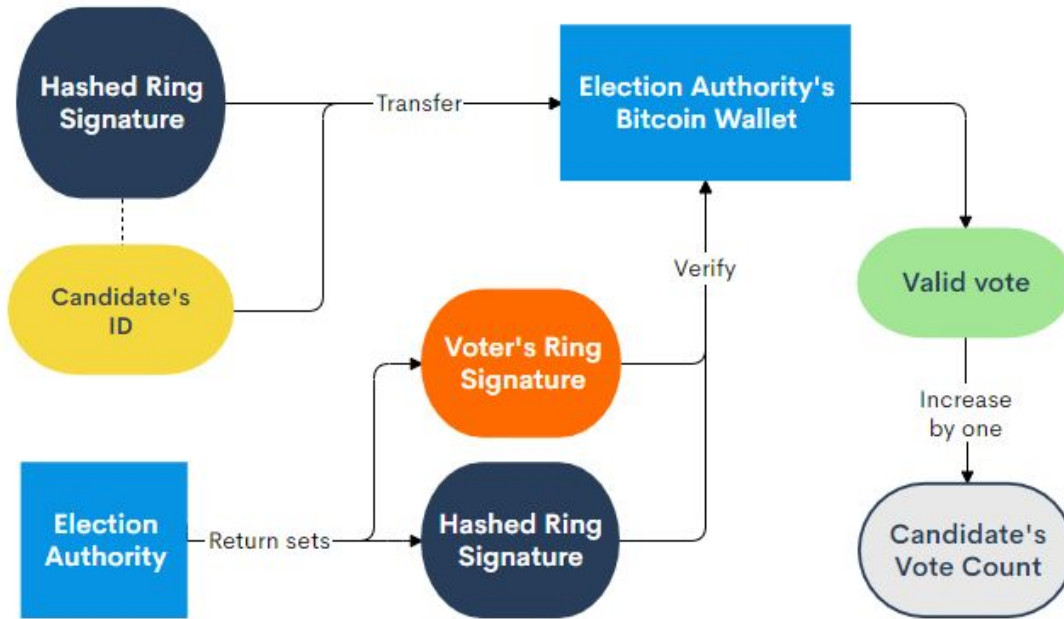 Hashed Ring
Signature
Transfer
Election Authority's
Bitcoin Wallet
Candidate's
ID
Verify
Valid vote
Voter's Ring
Signature
Increase
by one
Election
Authority
Return sets
Hashed Ring
Signature
Candidate's
Vote Count